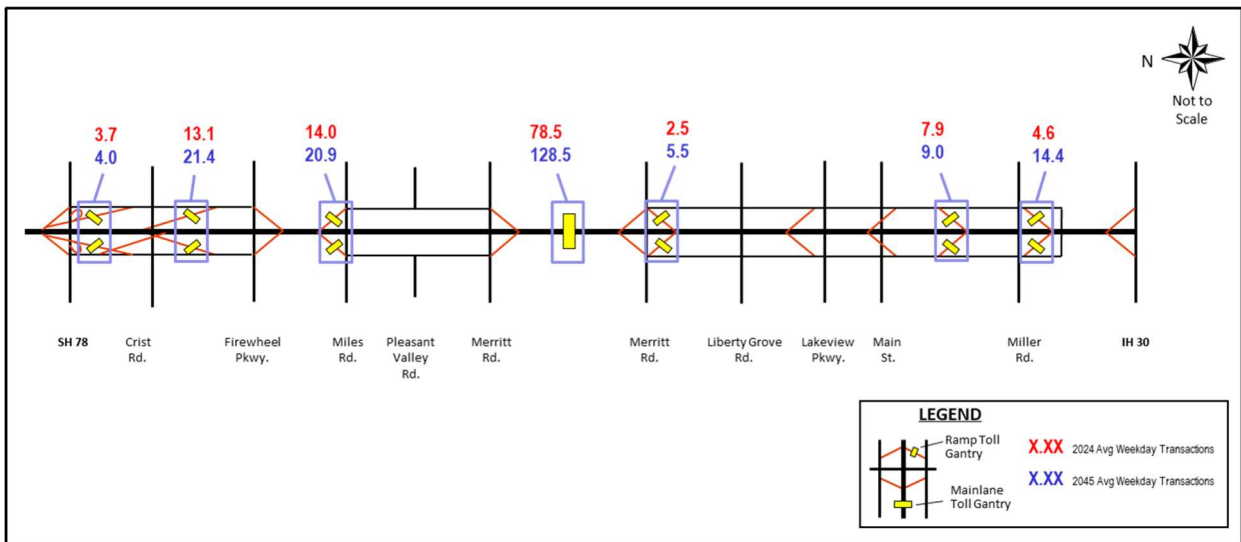 N
Not to
Scale
3.7
4.0
13.1
21.4
14.0
20.9
78.5
128.5
2.5
5.5
7.9
9.0
4.6
14.4
SH 78
Crist
Rd.
Firewheel
Pkwy.
Miles
Rd.
Pleasant
Valley
Rd.
Merritt
Rd.
Merritt
Rd.
Liberty Grove
Rd.
Lakeview
Pkwy.
Main
St.
Miller
Rd.
IH 30
LEGEND
Ramp Toll
Gantry
Mainlane
Toll Gantry
X.XX 2024 Avg Weekday Transactions
X.XX 2045 Avg Weekday Transactions